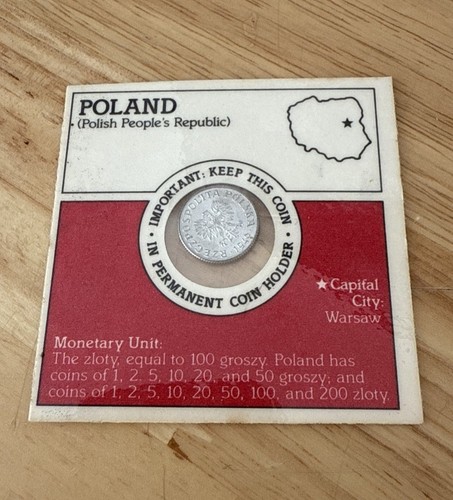 POLAND
(Polish People's Republic)
• IMPORTANT: KEEP THIS COIN •
IN PERMANENT COIN HOLDER
RZECZPOSPOLITA POLSKA
★Capital
City:
Warsaw
Monetary Unit:
The zloty, equal to 100 groszy. Poland has
coins of 1, 2, 5, 10, 20, and 50 groszy; and
coins of 1, 2, 5, 10, 20, 50, 100, and 200 zloty.